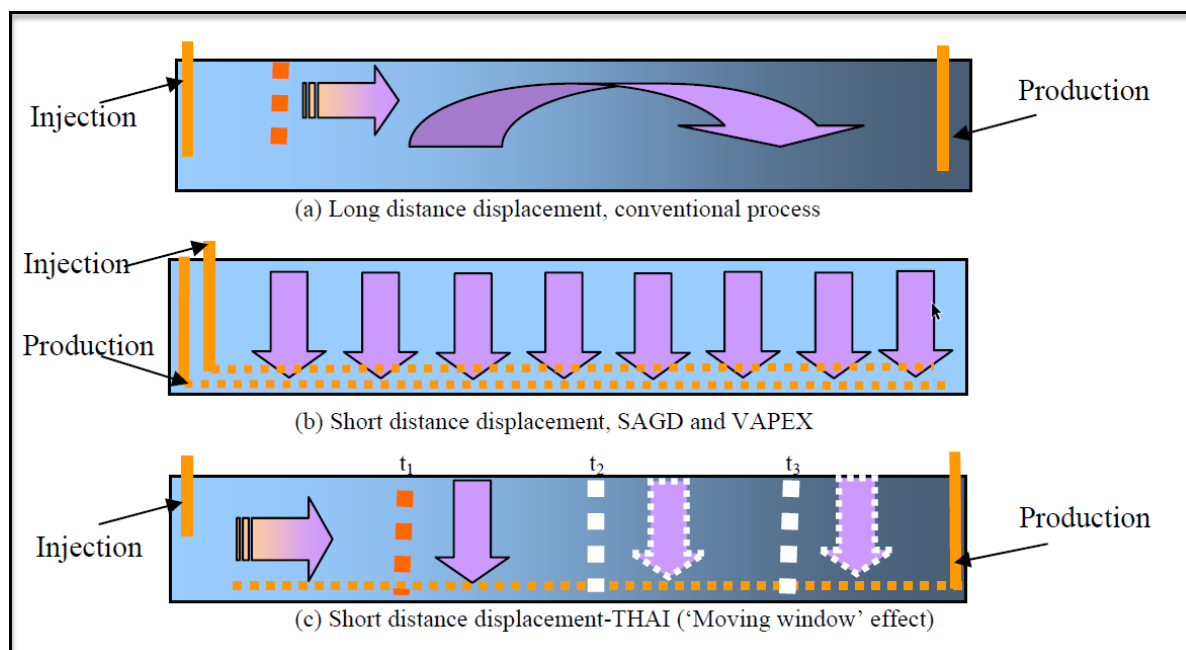 Injection
Production
(a) Long distance displacement, conventional process
Injection
Production
(b) Short distance displacement, SAGD and VAPEX
t₁ t₂ t₃
Injection
Production
(c) Short distance displacement-THAI (‘Moving window’ effect)